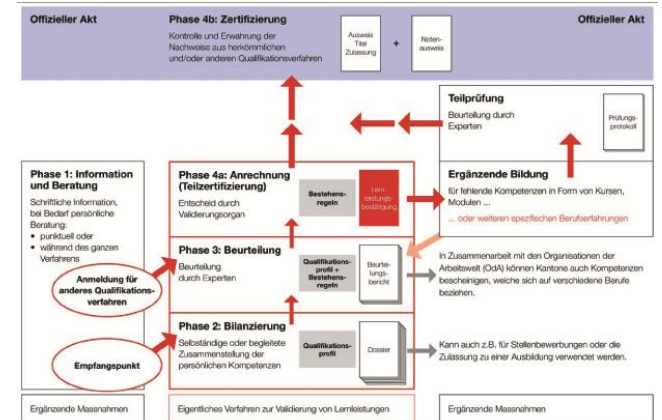 Offizieller Akt
Phase 4b: Zertifizierung
Kontrolle und Erwahrung der
Nachweise aus herkömmlichen
und/oder anderen Qualifikationsverfahren
Ausweis
Titel
Zulassung
+
Noten-
ausweis
Offizieller Akt
Teilprüfung
Beurteilung durch
Experten
Prüfungs-
protokoll
Phase 1: Information
und Beratung
Schriftliche Information,
bei Bedarf persönliche
Beratung:
• punktuell oder
• während des ganzen
Verfahrens
Anmeldung für
anderes Qualifikations-
verfahren
Empfangspunkt
Phase 4a: Anrechnung
(Teilzertifizierung)
Entscheid durch
Validierungsorgan
Bestehens-
regeln
Lern-
leistungs-
bestätigung
Ergänzende Bildung
für fehlende Kompetenzen in Form von Kursen,
Modulen ...
... oder weiteren spezifischen Berufserfahrungen
Phase 3: Beurteilung
Beurteilung
durch Experten
Qualifikations-
profil +
Bestehens-
regeln
Beurtei-
lungs-
bericht
In Zusammenarbeit mit den Organisationen der
Arbeitswelt (OdA) können Kantone auch Kompetenzen
bescheinigen, welche sich auf verschiedene Berufe
beziehen.
Phase 2: Bilanzierung
Selbständige oder begleitete
Zusammenstellung der
persönlichen Kompetenzen
Qualifikations-
profil
Dossier
Kann auch z.B. für Stellenbewerbungen oder die
Zulassung zu einer Ausbildung verwendet werden.
Ergänzende Massnahmen
Eigentliches Verfahren zur Validierung von Lernleistungen
Ergänzende Massnahmen